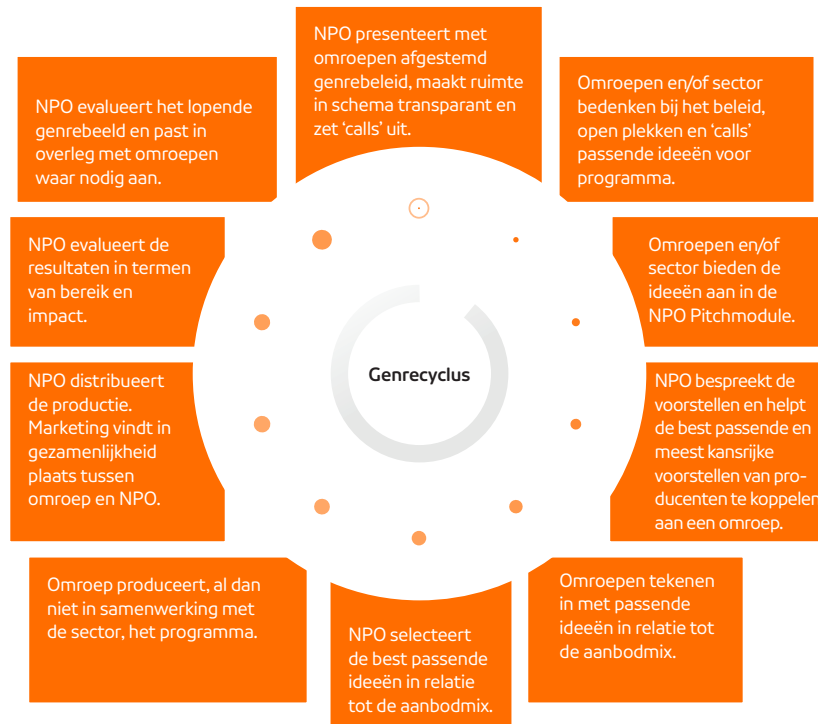 NPO presenteert met
omroepen afgestemd
genrebeleid, maakt ruimte
in schema transparant en
zet ‘calls’ uit.
Omroepen en/of sector
bedenken bij het beleid,
open plekken en ‘calls’
passende ideeën voor
programma.
Omroepen en/of
sector bieden de
ideeën aan in de
NPO Pitchmodule.
NPO bespreekt de
voorstellen en helpt
de best passende en
meest kansrijke
voorstellen van pro-
ducenten te koppelen
aan een omroep.
Omroepen tekenen
in met passende
ideeën in relatie tot
de aanbodmix.
NPO selecteert
de best passende
ideeën in relatie
tot de aanbodmix.
Omroep produceert, al dan
niet in samenwerking met
de sector, het programma.
NPO distribueert
de productie.
Marketing vindt in
gezamenlijkheid
plaats tussen
omroep en NPO.
NPO evalueert de
resultaten in termen
van bereik en
impact.
NPO evalueert het lopende
genrebeeld en past in
overleg met omroepen
waar nodig aan.
Genrecyclus